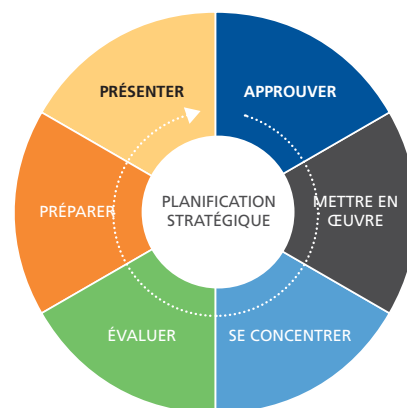 PRÉSENTER
APPROUVER
PRÉPARER
PLANIFICATION
STRATÉGIQUE
METTRE EN
ŒUVRE
ÉVALUER
SE CONCENTRER